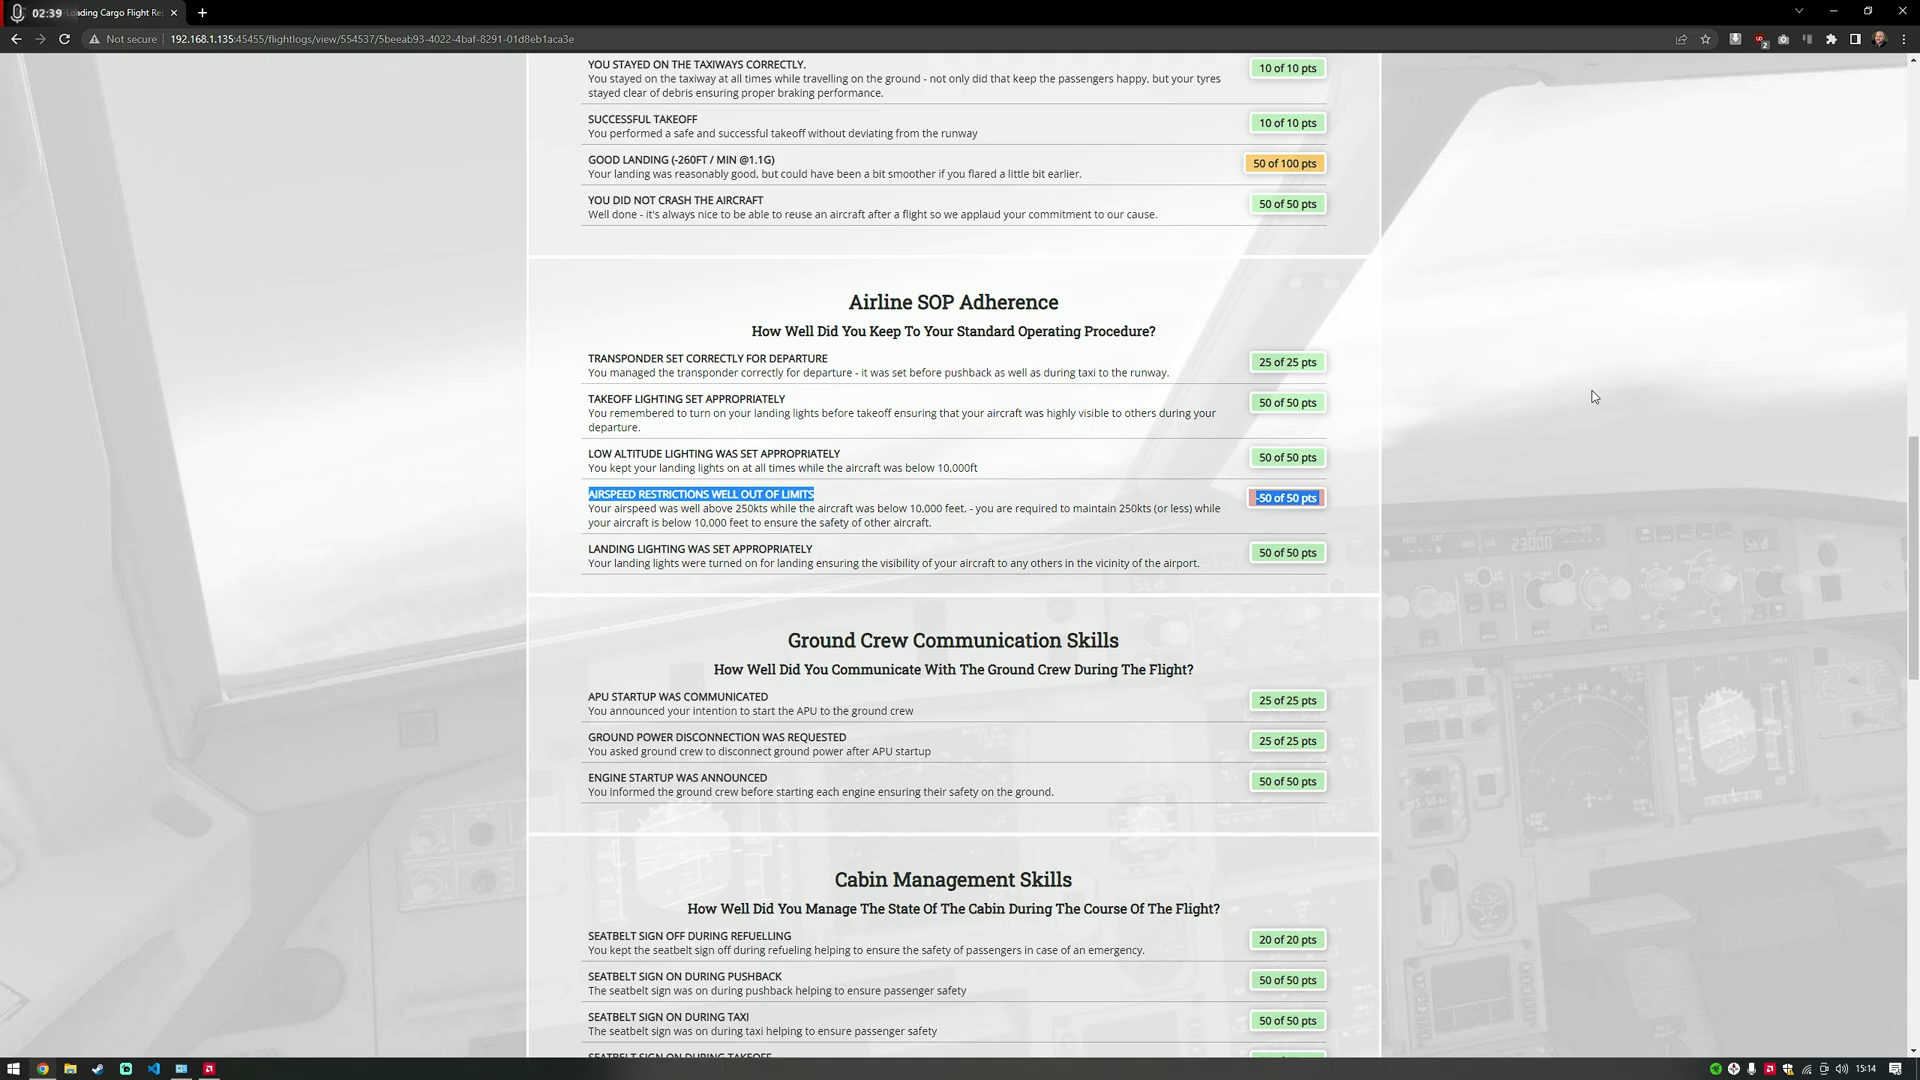 02:39
oading Cargo Flight Re
Not secure
192.168.1.135:45455/flightlogs/view/554537/5beeab93-4022-4baf-8291-01d8eb1aca3e
2
YOU STAYED ON THE TAXIWAYS CORRECTLY.
10 of 10 pts
You stayed on the taxiway at all times while travelling on the ground - not only did that keep the passengers happy, but your tyres
stayed clear of debris ensuring proper braking performance.
SUCCESSFUL TAKEOFF
10 of 10 pts
You performed a safe and successful takeoff without deviating from the runway
GOOD LANDING (-260FT / MIN @1.1G)
50 of 100 pts
Your landing was reasonably good, but could have been a bit smoother if you flared a little bit earlier.
YOU DID NOT CRASH THE AIRCRAFT
50 of 50 pts
Well done - it's always nice to be able to reuse an aircraft after a flight so we applaud your commitment to our cause.
Airline SOP Adherence
How Well Did You Keep To Your Standard Operating Procedure?
TRANSPONDER SET CORRECTLY FOR DEPARTURE
25 of 25 pts
You managed the transponder correctly for departure - it was set before pushback as well as during taxi to the runway.
TAKEOFF LIGHTING SET APPROPRIATELY
50 of 50 pts
You remembered to turn on your landing lights before takeoff ensuring that your aircraft was highly visible to others during your
departure.
LOW ALTITUDE LIGHTING WAS SET APPROPRIATELY
50 of 50 pts
You kept your landing lights on at all times while the aircraft was below 10,000ft
AIRSPEED RESTRICTIONS WELL OUT OF LIMITS
-50 of 50 pts
Your airspeed was well above 250kts while the aircraft was below 10,000 feet. - you are required to maintain 250kts (or less) while
your aircraft is below 10,000 feet to ensure the safety of other aircraft.
LANDING LIGHTING WAS SET APPROPRIATELY
50 of 50 pts
Your landing lights were turned on for landing ensuring the visibility of your aircraft to any others in the vicinity of the airport.
Ground Crew Communication Skills
How Well Did You Communicate With The Ground Crew During The Flight?
APU STARTUP WAS COMMUNICATED
25 of 25 pts
You announced your intention to start the APU to the ground crew
GROUND POWER DISCONNECTION WAS REQUESTED
25 of 25 pts
You asked ground crew to disconnect ground power after APU startup
ENGINE STARTUP WAS ANNOUNCED
50 of 50 pts
You informed the ground crew before starting each engine ensuring their safety on the ground.
Cabin Management Skills
How Well Did You Manage The State Of The Cabin During The Course Of The Flight?
SEATBELT SIGN OFF DURING REFUELLING
20 of 20 pts
You kept the seatbelt sign off during refueling helping to ensure the safety of passengers in case of an emergency.
SEATBELT SIGN ON DURING PUSHBACK
50 of 50 pts
The seatbelt sign was on during pushback helping to ensure passenger safety
SEATBELT SIGN ON DURING TAXI
50 of 50 pts
The seatbelt sign was on during taxi helping to ensure passenger safety
SEATBELT SIGN ON DURING TAKEOFF
15:14